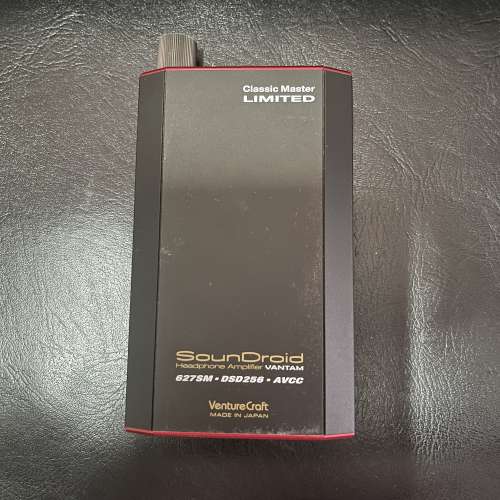 Classic Master
LIMITED
SounDroid
Headphone Amplifier VANTAM
627SM • DSD256 • AVCC
VentureCraft
MADE IN JAPAN